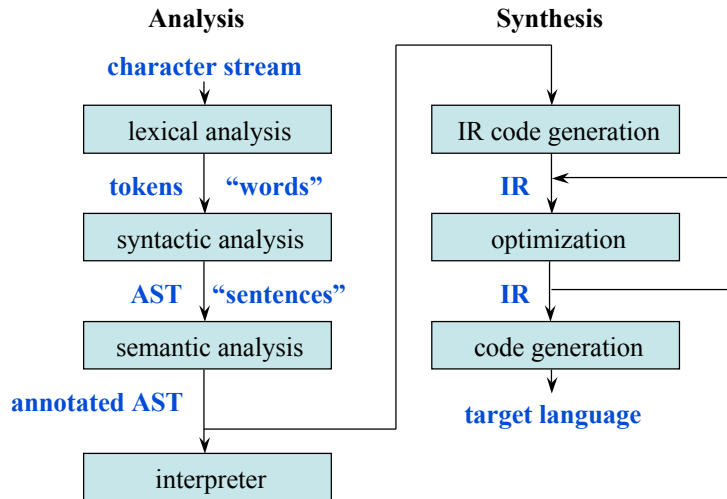 Analysis
character stream
lexical analysis
tokens “words”
syntactic analysis
AST “sentences”
semantic analysis
annotated AST
interpreter
Synthesis
IR code generation
IR
optimization
IR
code generation
target language